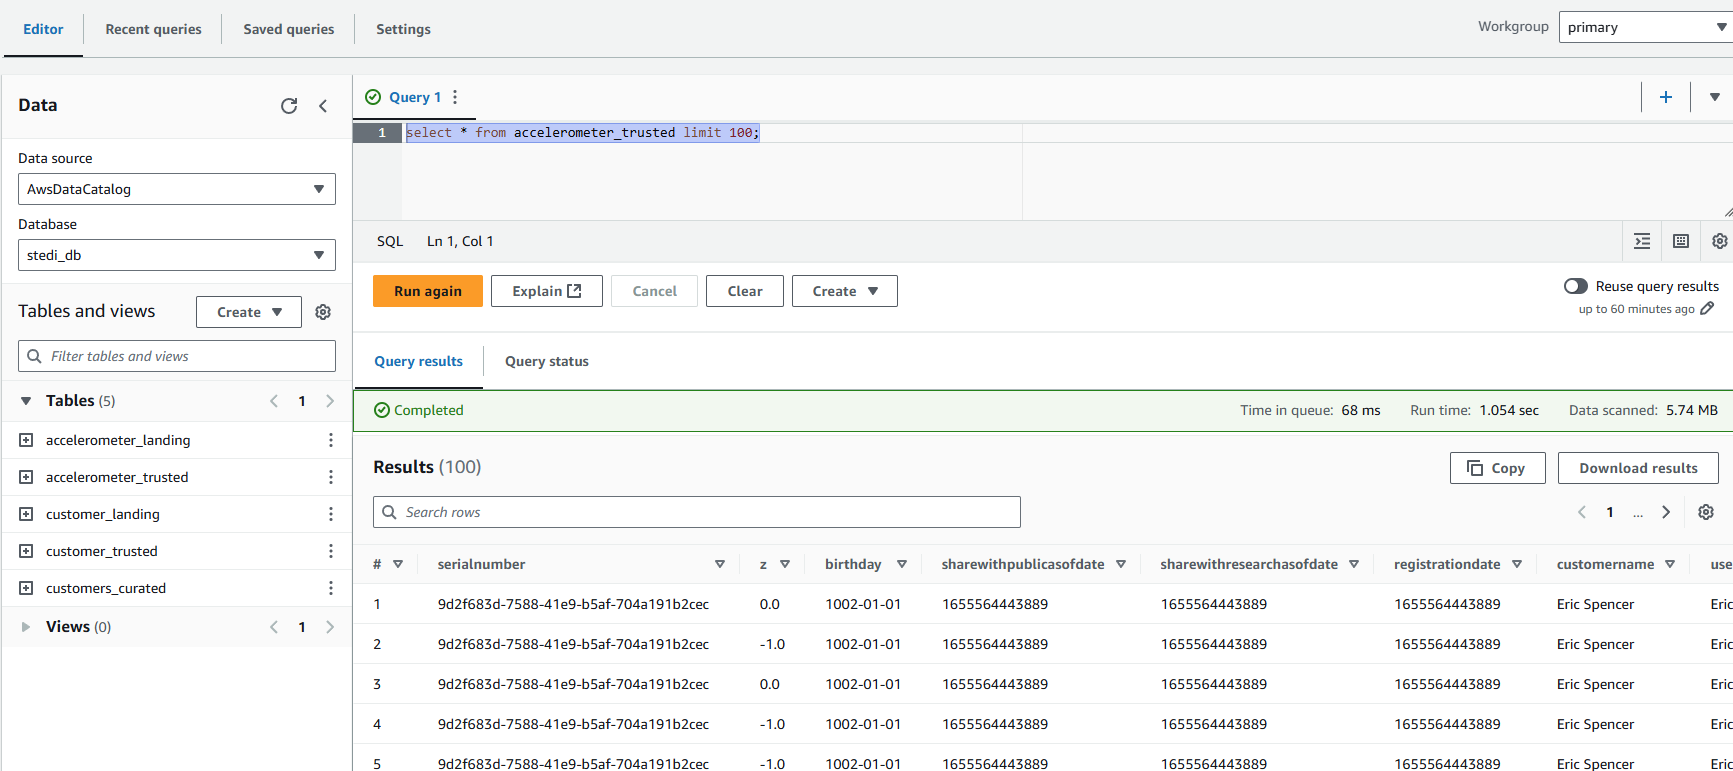 Editor
Recent queries
Saved queries
Settings
Workgroup
primary
Data
Data source
AwsDataCatalog
Database
stedi_db
Tables and views
Create
Filter tables and views
Tables (5)
1
accelerometer_landing
accelerometer_trusted
customer_landing
customer_trusted
customers_curated
Views (0)
1
Query 1
1 select * from accelerometer_trusted limit 100;
SQL Ln 1, Col 1
Run again
Explain
Cancel
Clear
Create
Reuse query results
up to 60 minutes ago
Query results
Query status
Completed
Time in queue: 68 ms
Run time: 1.054 sec
Data scanned: 5.74 MB
Results (100)
Copy
Download results
Search rows
1 ...
# serialnumber z birthday sharewithpublicasofdate sharewithresearchasofdate registrationdate customername use
1 9d2f683d-7588-41e9-b5af-704a191b2cec 0.0 1002-01-01 1655564443889 1655564443889 1655564443889 Eric Spencer Eric
2 9d2f683d-7588-41e9-b5af-704a191b2cec -1.0 1002-01-01 1655564443889 1655564443889 1655564443889 Eric Spencer Eric
3 9d2f683d-7588-41e9-b5af-704a191b2cec 0.0 1002-01-01 1655564443889 1655564443889 1655564443889 Eric Spencer Eric
4 9d2f683d-7588-41e9-b5af-704a191b2cec -1.0 1002-01-01 1655564443889 1655564443889 1655564443889 Eric Spencer Eric
5 9d2f683d-7588-41e9-b5af-704a191b2cec -1.0 1002-01-01 1655564443889 1655564443889 1655564443889 Eric Spencer Eric